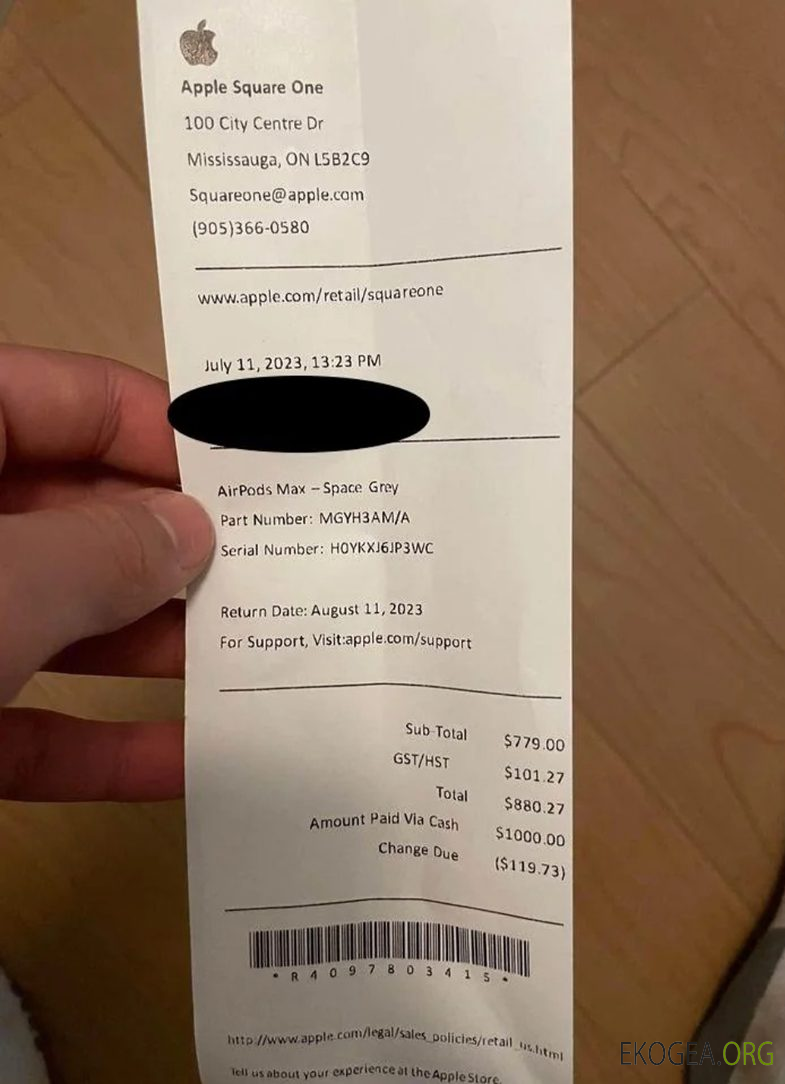 Apple Square One
100 City Centre Dr
Mississauga, ON L5B2C9
Squareone@apple.com
(905)366-0580
www.apple.com/retail/squareone
July 11, 2023, 13:23 PM
AirPods Max – Space Grey
Part Number: MGYH3AM/A
Serial Number: H0YKXJ6JP3WC
Return Date: August 11, 2023
For Support, Visit:apple.com/support
Sub-Total $779.00
GST/HST $101.27
Total $880.27
Amount Paid Via Cash $1000.00
Change Due ($119.73)
* R 4 0 9 7 8 0 3 4 1 5 *
http://www.apple.com/legal/sales_policies/retail_us.html
Tell us about your experience at the Apple Store.
EKOGEA.ORG